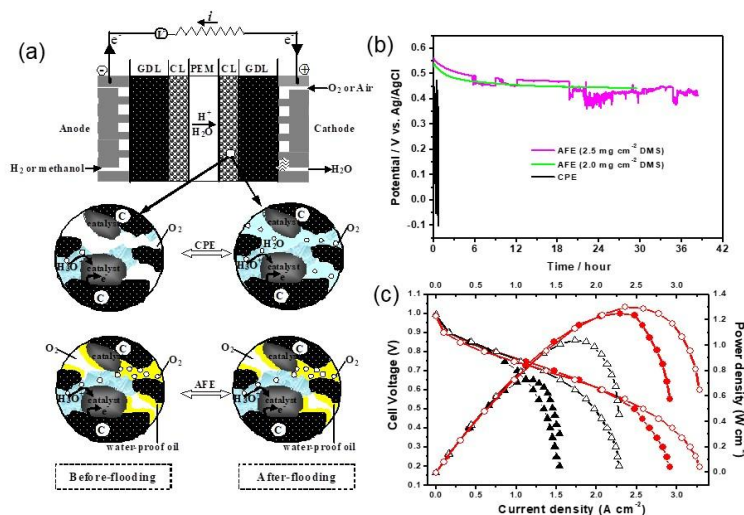 (a)
i
e⁻
e⁻
GDL
CL
PEM
CL
GDL
O₂ or Air
H⁺
H₂O
Anode
Cathode
H₂ or methanol
H₂O
C
catalyst
O₂
H₂O
H₃O⁺
catalyst
e⁻
C
CPE
C
catalyst
O₂
H₂O
H₃O⁺
catalyst
e⁻
C
O₂
C
catalyst
O₂
H₃O⁺
catalyst
e⁻
C
water-proof oil
AFE
O₂
C
catalyst
O₂
H₃O⁺
catalyst
e⁻
C
water-proof oil
Before-flooding
After-flooding
(b)
Potential / V vs. Ag/AgCl
0.6
0.5
0.4
0.3
0.2
0.1
0.0
-0.1
AFE (2.5 mg cm⁻² DMS)
AFE (2.0 mg cm⁻² DMS)
CPE
0 6 12 18 24 30 36 42
Time / hour
(c)
0.0 0.5 1.0 1.5 2.0 2.5 3.0
Cell Voltage (V)
1.1
1.0
0.9
0.8
0.7
0.6
0.5
0.4
0.3
0.2
1.4
1.2
1.0
0.8
0.6
0.4
0.2
0.0
Power density (W cm⁻²)
0.0 0.5 1.0 1.5 2.0 2.5 3.0
Current density (A cm⁻²)